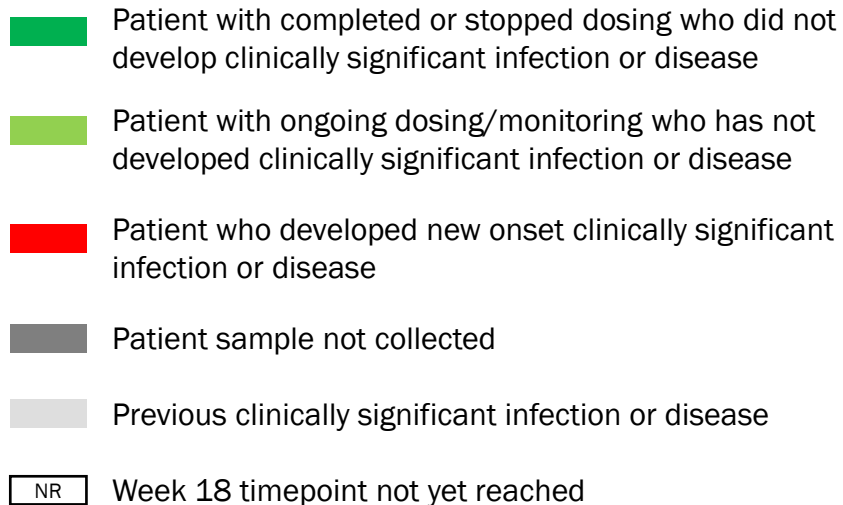 Patient with completed or stopped dosing who did not
develop clinically significant infection or disease
Patient with ongoing dosing/monitoring who has not
developed clinically significant infection or disease
Patient who developed new onset clinically significant
infection or disease
Patient sample not collected
Previous clinically significant infection or disease
NR Week 18 timepoint not yet reached